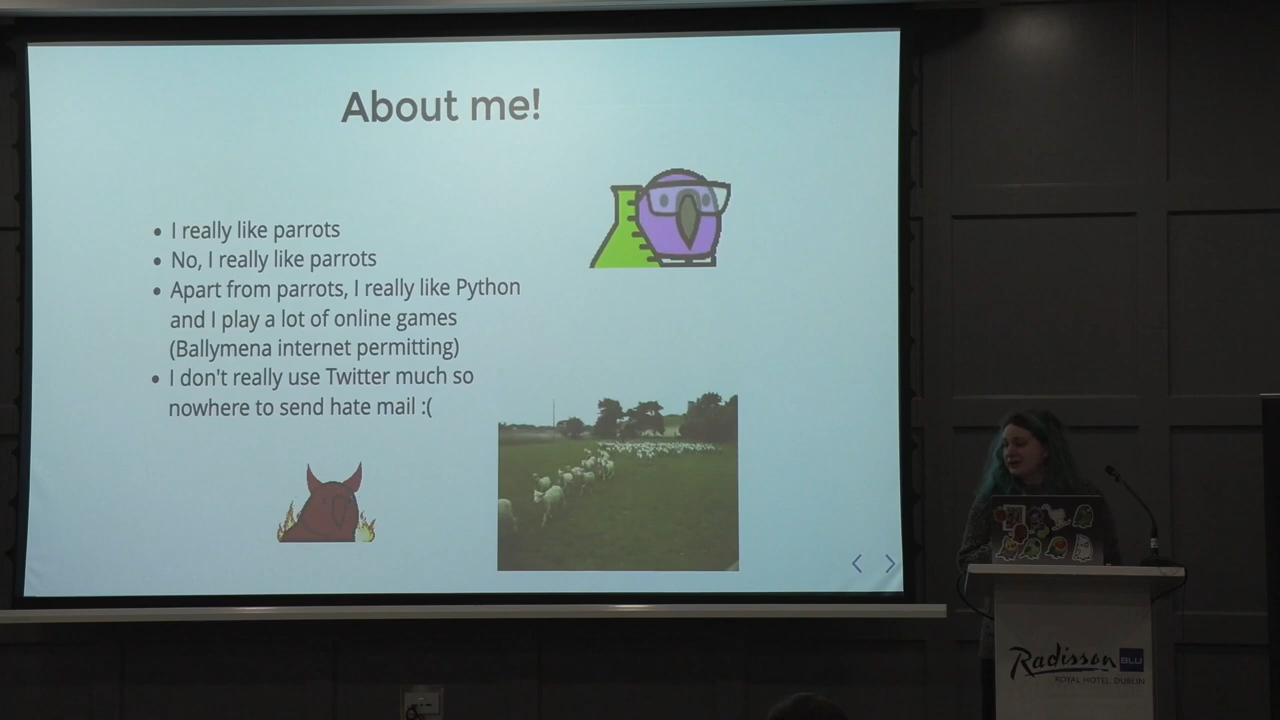 About me!
• I really like parrots
• No, I really like parrots
• Apart from parrots, I really like Python
and I play a lot of online games
(Ballymena internet permitting)
• I don't really use Twitter much so
nowhere to send hate mail :(
Radisson BLU
ROYAL HOTEL, DUBLIN